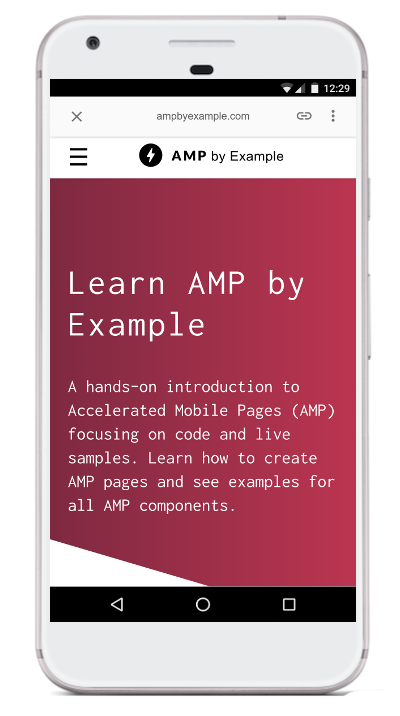 12:29
ampbyexample.com
AMP by Example
Learn AMP by
Example
A hands-on introduction to
Accelerated Mobile Pages (AMP)
focusing on code and live
samples. Learn how to create
AMP pages and see examples for
all AMP components.